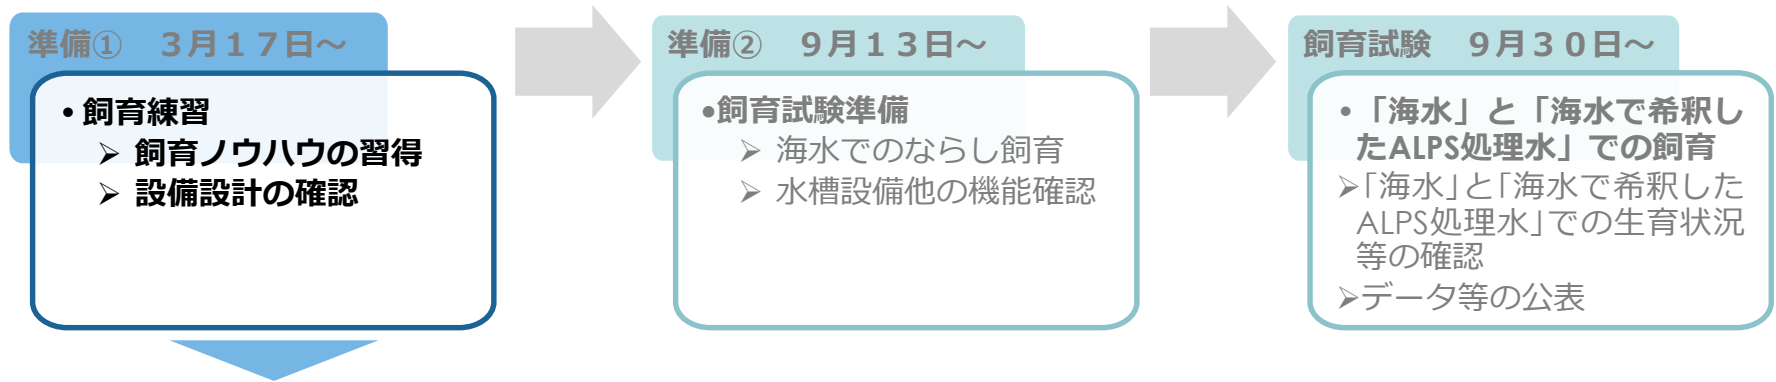 準備①　３月１７日～
• 飼育練習
➢ 飼育ノウハウの習得
➢ 設備設計の確認
準備②　９月１３日～
•飼育試験準備
➢ 海水でのならし飼育
➢ 水槽設備他の機能確認
飼育試験　９月３０日～
• 「海水」と「海水で希釈し
たALPS処理水」での飼育
➢「海水」と「海水で希釈した
ALPS処理水」での生育状況
等の確認
➢データ等の公表